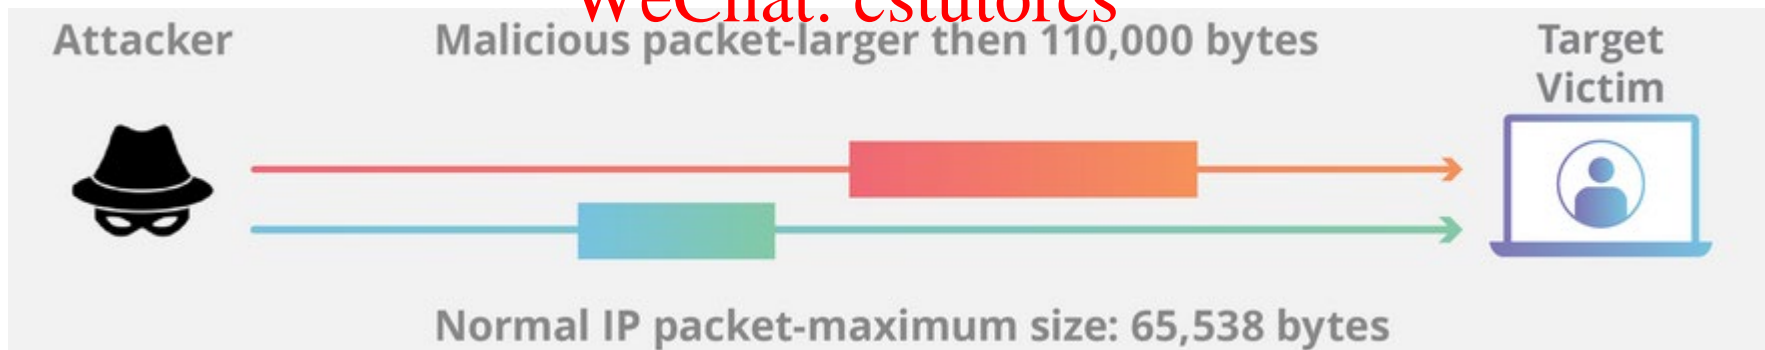 WeChat: cstutorcs
Attacker
Malicious packet-larger then 110,000 bytes
Target
Victim
Normal IP packet-maximum size: 65,538 bytes